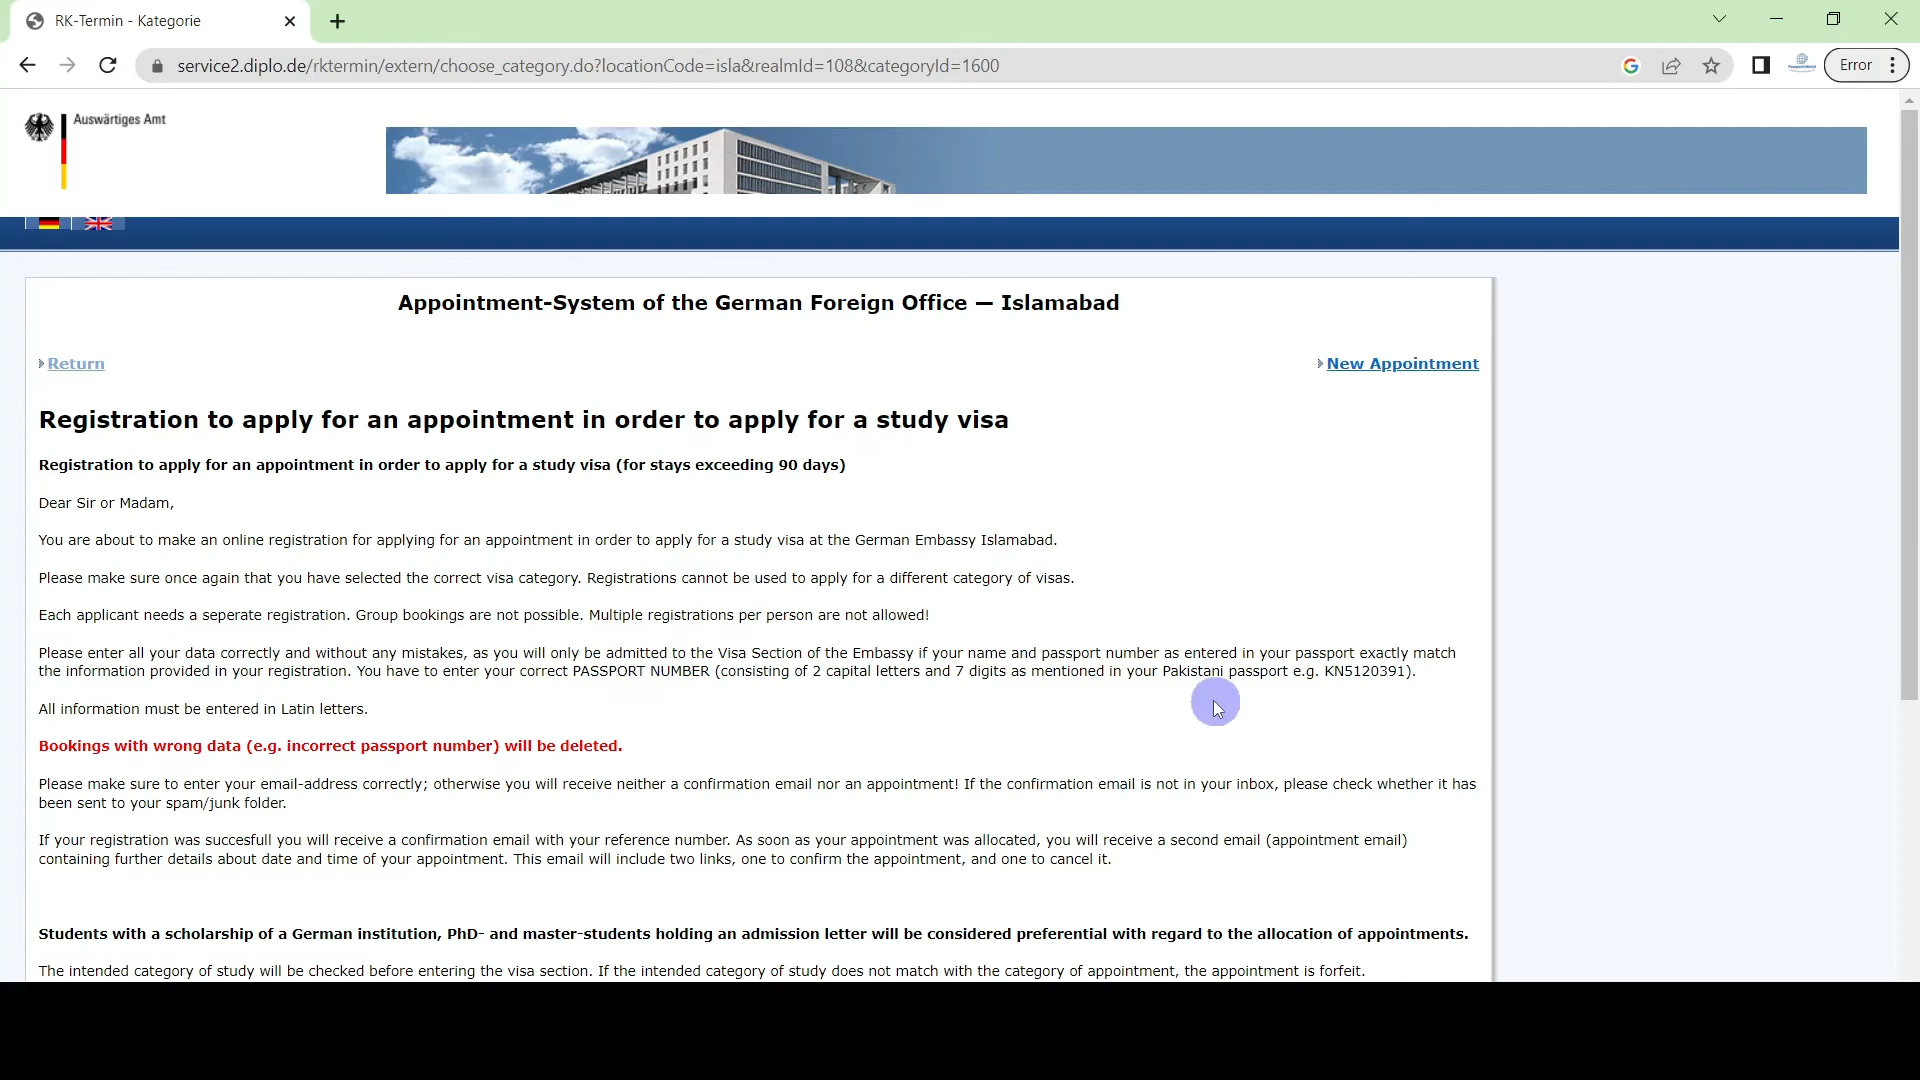 RK-Termin - Kategorie
service2.diplo.de/rktermin/extern/choose_category.do?locationCode=isla&realmId=108&categoryId=1600
Error
Auswärtiges Amt
Appointment-System of the German Foreign Office — Islamabad
Return
New Appointment
Registration to apply for an appointment in order to apply for a study visa
Registration to apply for an appointment in order to apply for a study visa (for stays exceeding 90 days)
Dear Sir or Madam,
You are about to make an online registration for applying for an appointment in order to apply for a study visa at the German Embassy Islamabad.
Please make sure once again that you have selected the correct visa category. Registrations cannot be used to apply for a different category of visas.
Each applicant needs a seperate registration. Group bookings are not possible. Multiple registrations per person are not allowed!
Please enter all your data correctly and without any mistakes, as you will only be admitted to the Visa Section of the Embassy if your name and passport number as entered in your passport exactly match
the information provided in your registration. You have to enter your correct PASSPORT NUMBER (consisting of 2 capital letters and 7 digits as mentioned in your Pakistani passport e.g. KN5120391).
All information must be entered in Latin letters.
Bookings with wrong data (e.g. incorrect passport number) will be deleted.
Please make sure to enter your email-address correctly; otherwise you will receive neither a confirmation email nor an appointment! If the confirmation email is not in your inbox, please check whether it has
been sent to your spam/junk folder.
If your registration was succesfull you will receive a confirmation email with your reference number. As soon as your appointment was allocated, you will receive a second email (appointment email)
containing further details about date and time of your appointment. This email will include two links, one to confirm the appointment, and one to cancel it.
Students with a scholarship of a German institution, PhD- and master-students holding an admission letter will be considered preferential with regard to the allocation of appointments.
The intended category of study will be checked before entering the visa section. If the intended category of study does not match with the category of appointment, the appointment is forfeit.